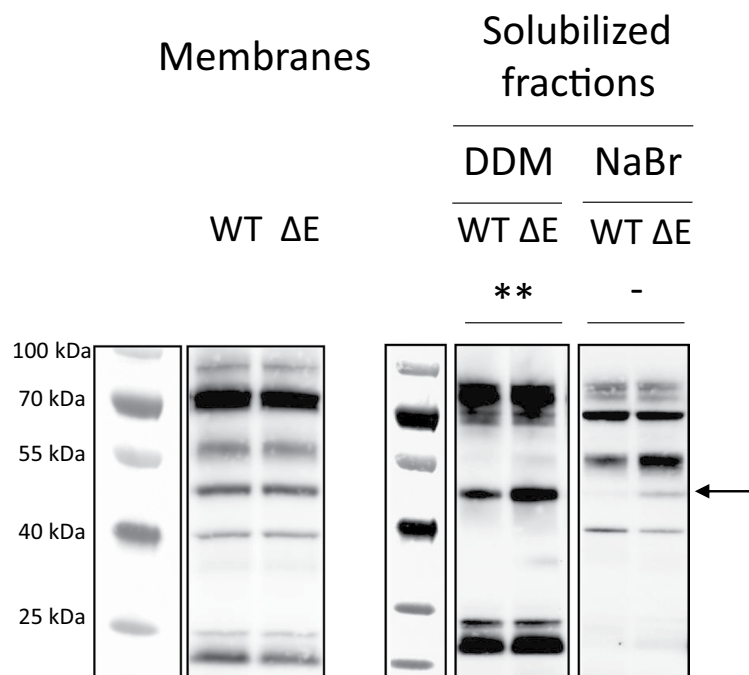 Membranes
Solubilized
fractions
DDM NaBr
WT ΔE WT ΔE WT ΔE
** -
100 kDa
70 kDa
55 kDa
40 kDa
25 kDa